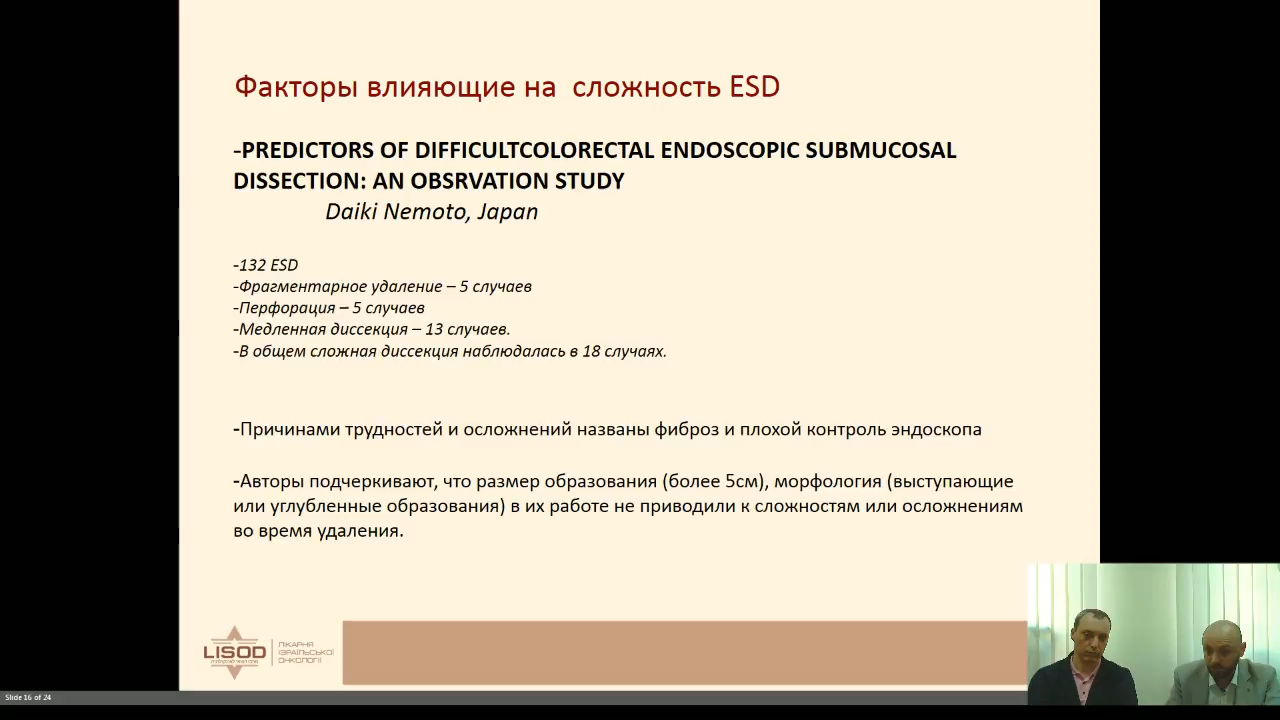 Факторы влияющие на сложность ESD
-PREDICTORS OF DIFFICULTCOLORECTAL ENDOSCOPIC SUBMUCOSAL
DISSECTION: AN OBSRVATION STUDY
Daiki Nemoto, Japan
-132 ESD
-Фрагментарное удаление – 5 случаев
-Перфорация – 5 случаев
-Медленная диссекция – 13 случаев.
-В общем сложная диссекция наблюдалась в 18 случаях.
-Причинами трудностей и осложнений названы фиброз и плохой контроль эндоскопа
-Авторы подчеркивают, что размер образования (более 5см), морфология (выступающие
или углубленные образования) в их работе не приводили к сложностям или осложнениям
во время удаления.
LISOD
ЛІКАРНЯ
ІЗРАЇЛЬСЬКОЇ
ОНКОЛОГІЇ
Slide 16 of 24